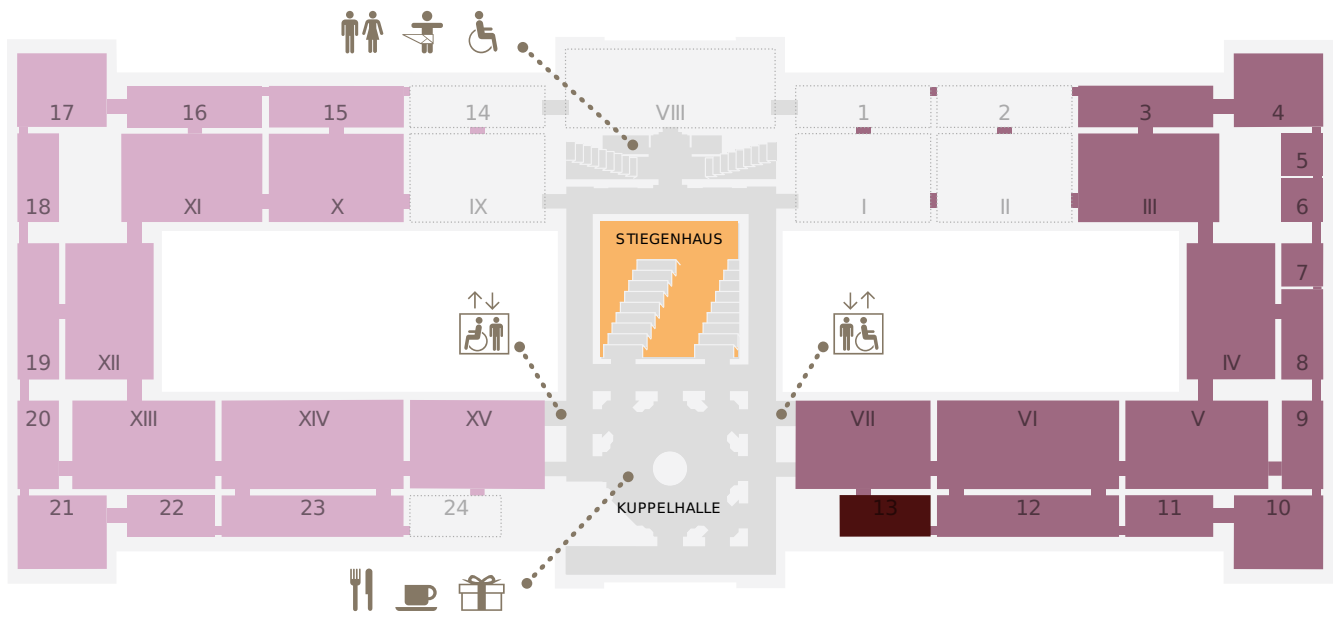 VIII
17
16
15
14
1
2
3
4
5
18
XI
X
IX
I
II
III
6
STIEGENHAUS
7
19
XII
IV
8
20
XIII
XIV
XV
VII
VI
V
9
21
22
23
24
KUPPELHALLE
13
12
11
10